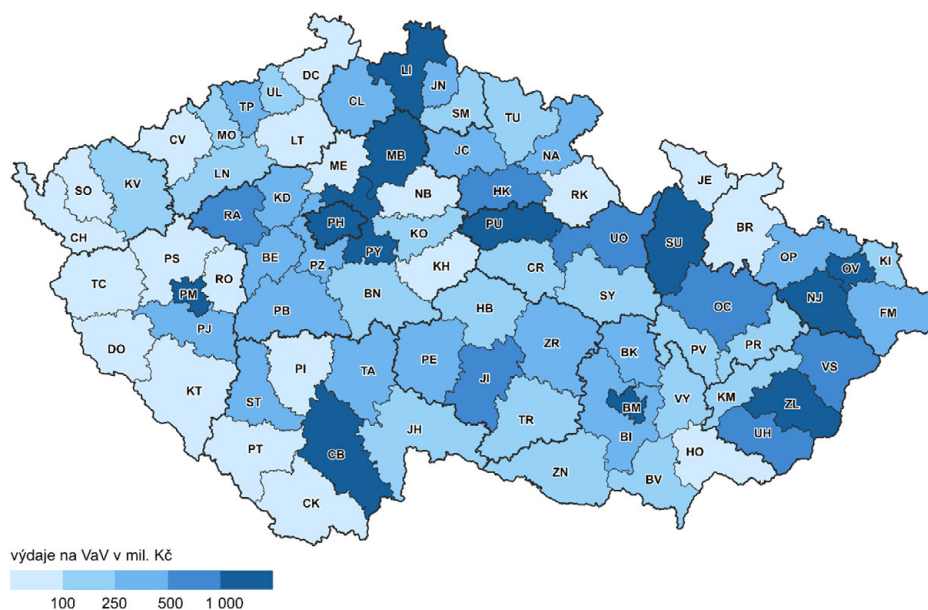 DC
LI
UL
TP
CL
JN
MO
SM
TU
CV
LT
ME
MB
JC
NA
SO
KV
LN
KD
NB
HK
RK
JE
RA
PH
KO
PU
UO
SU
BR
CH
PS
BE
PZ
PY
KH
CR
OP
OV
KI
TC
RO
PM
PB
BN
HB
SY
OC
NJ
FM
PJ
DO
PI
TA
PE
ZR
BK
PV
PR
VS
KT
ST
JI
BM
VY
KM
ZL
PT
CB
JH
TR
BI
HO
UH
CK
ZN
BV
výdaje na VaV v mil. Kč
100 250 500 1 000